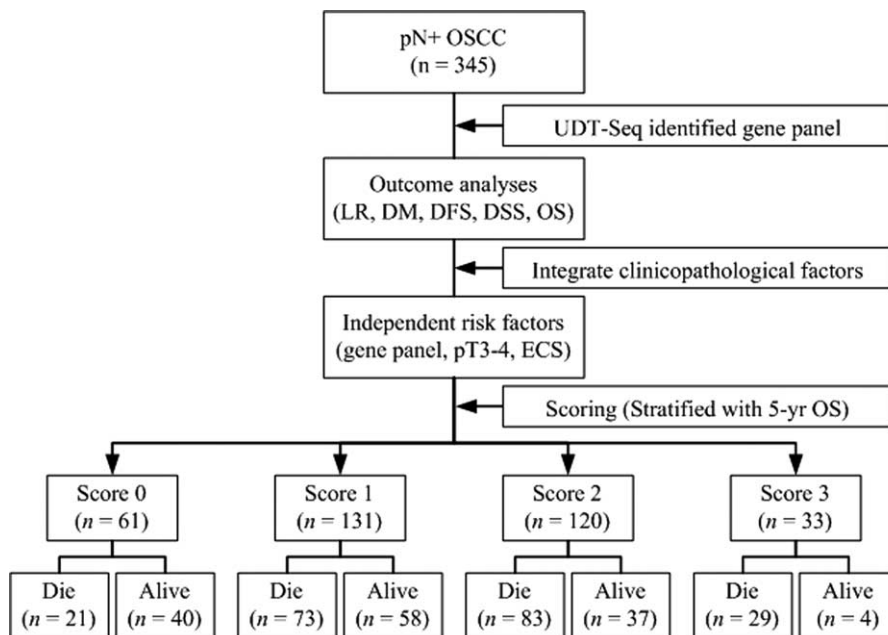 pN+ OSCC
(n = 345)
UDT-Seq identified gene panel
Outcome analyses
(LR, DM, DFS, DSS, OS)
Integrate clinicopathological factors
Independent risk factors
(gene panel, pT3-4, ECS)
Scoring (Stratified with 5-yr OS)
Score 0
(n = 61)
Score 1
(n = 131)
Score 2
(n = 120)
Score 3
(n = 33)
Die
(n = 21)
Alive
(n = 40)
Die
(n = 73)
Alive
(n = 58)
Die
(n = 83)
Alive
(n = 37)
Die
(n = 29)
Alive
(n = 4)